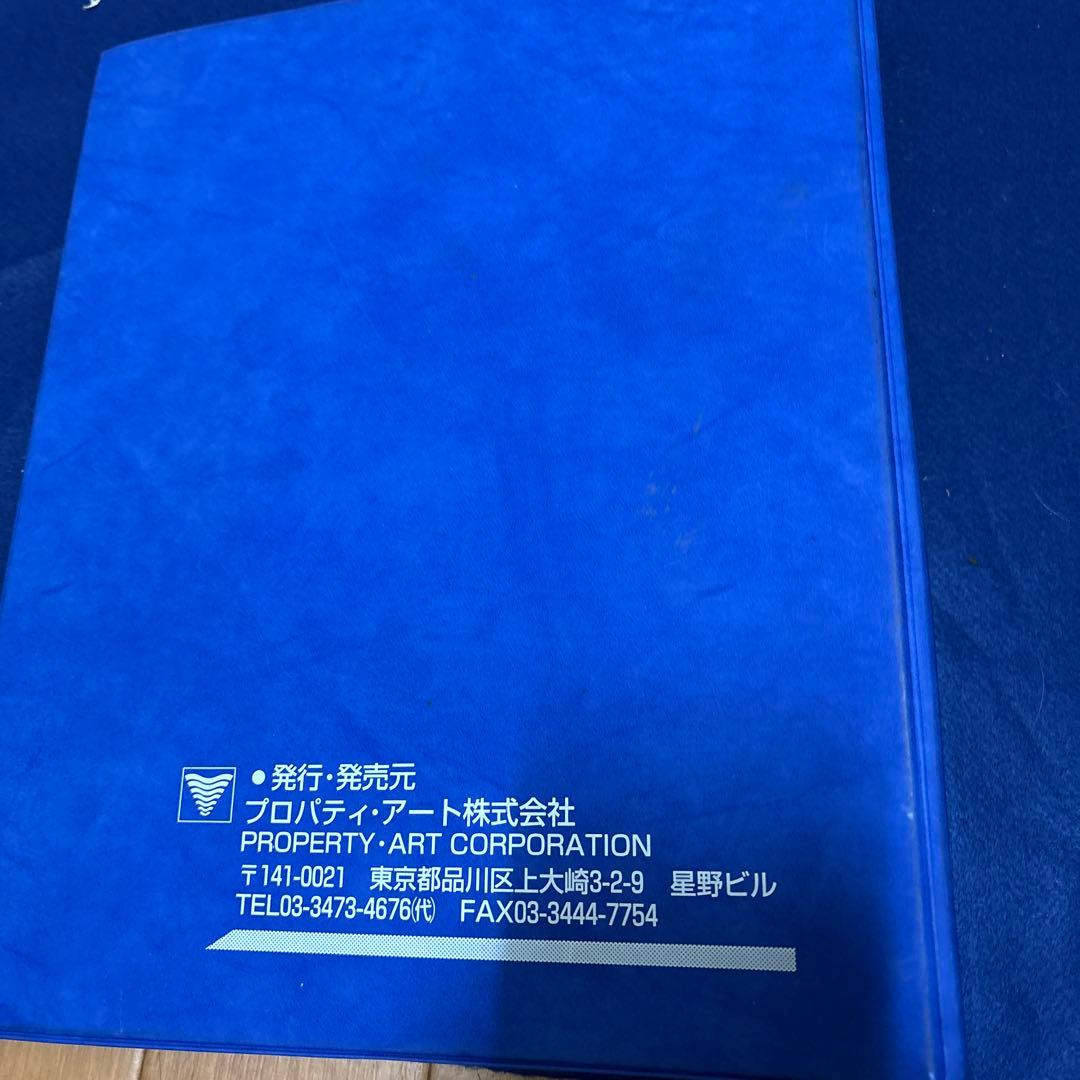 ●発行・発売元
プロパティ・アート株式会社
PROPERTY・ART CORPORATION
〒141-0021 東京都品川区上大崎3-2-9 星野ビル
TEL03-3473-4676㈹ FAX03-3444-7754